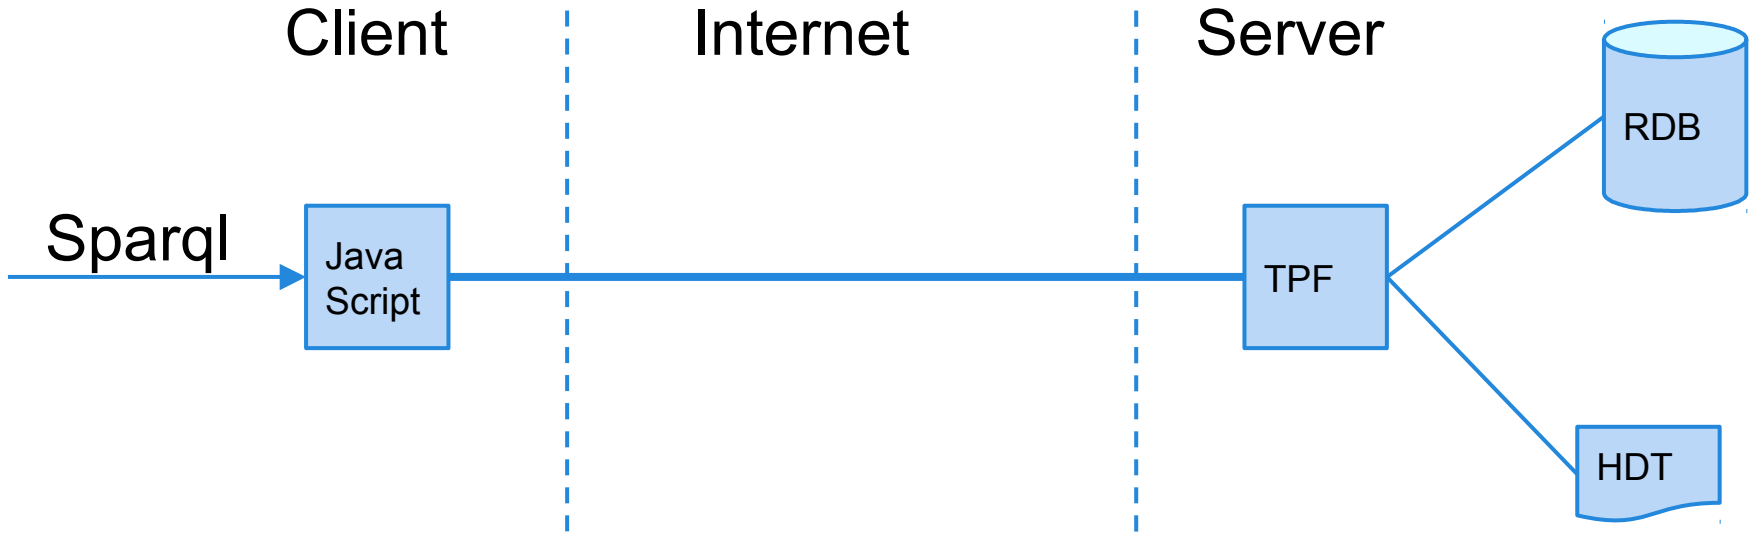 Client
Internet
Server
RDB
Sparql
Java
Script
TPF
HDT